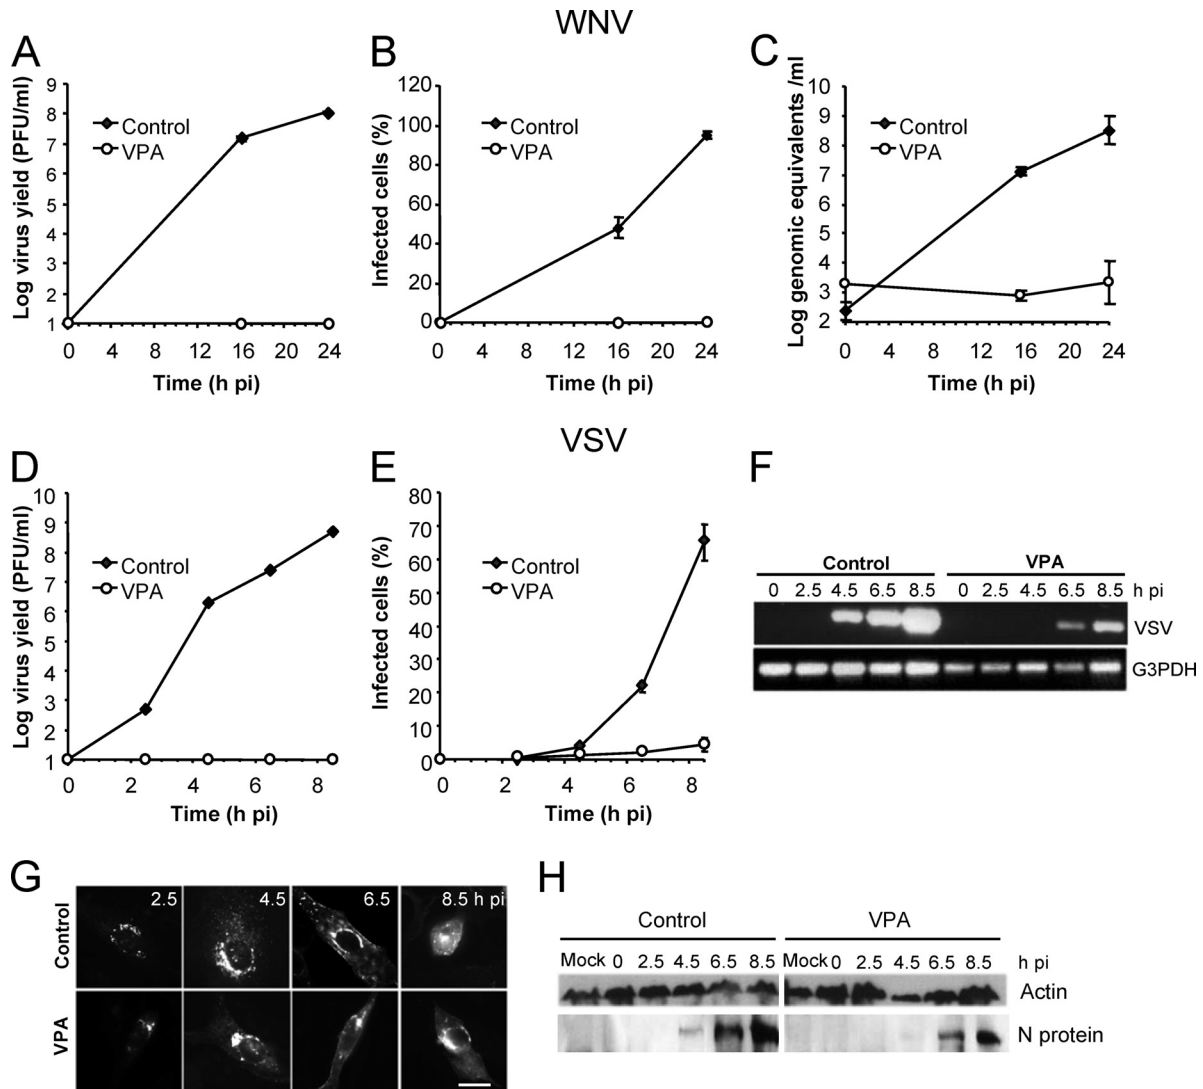 WNV
A
B
C
Log virus yield (PFU/ml)
9
8
7
6
5
4
3
2
1
Control
VPA
0 4 8 12 16 20 24
Time (h pi)
Infected cells (%)
120
100
80
60
40
20
0
Control
VPA
0 4 8 12 16 20 24
Time (h pi)
Log genomic equivalents /ml
10
9
8
7
6
5
4
3
2
Control
VPA
0 4 8 12 16 20 24
Time (h pi)
VSV
D
E
F
Log virus yield (PFU/ml)
10
9
8
7
6
5
4
3
2
1
Control
VPA
0 2 4 6 8
Time (h pi)
Infected cells (%)
80
70
60
50
40
30
20
10
0
Control
VPA
0 2 4 6 8
Time (h pi)
Control VPA
0 2.5 4.5 6.5 8.5 0 2.5 4.5 6.5 8.5 h pi
VSV
G3PDH
G
2.5 4.5 6.5 8.5 h pi
Control
VPA
H
Control VPA
Mock 0 2.5 4.5 6.5 8.5 Mock 0 2.5 4.5 6.5 8.5 h pi
Actin
N protein